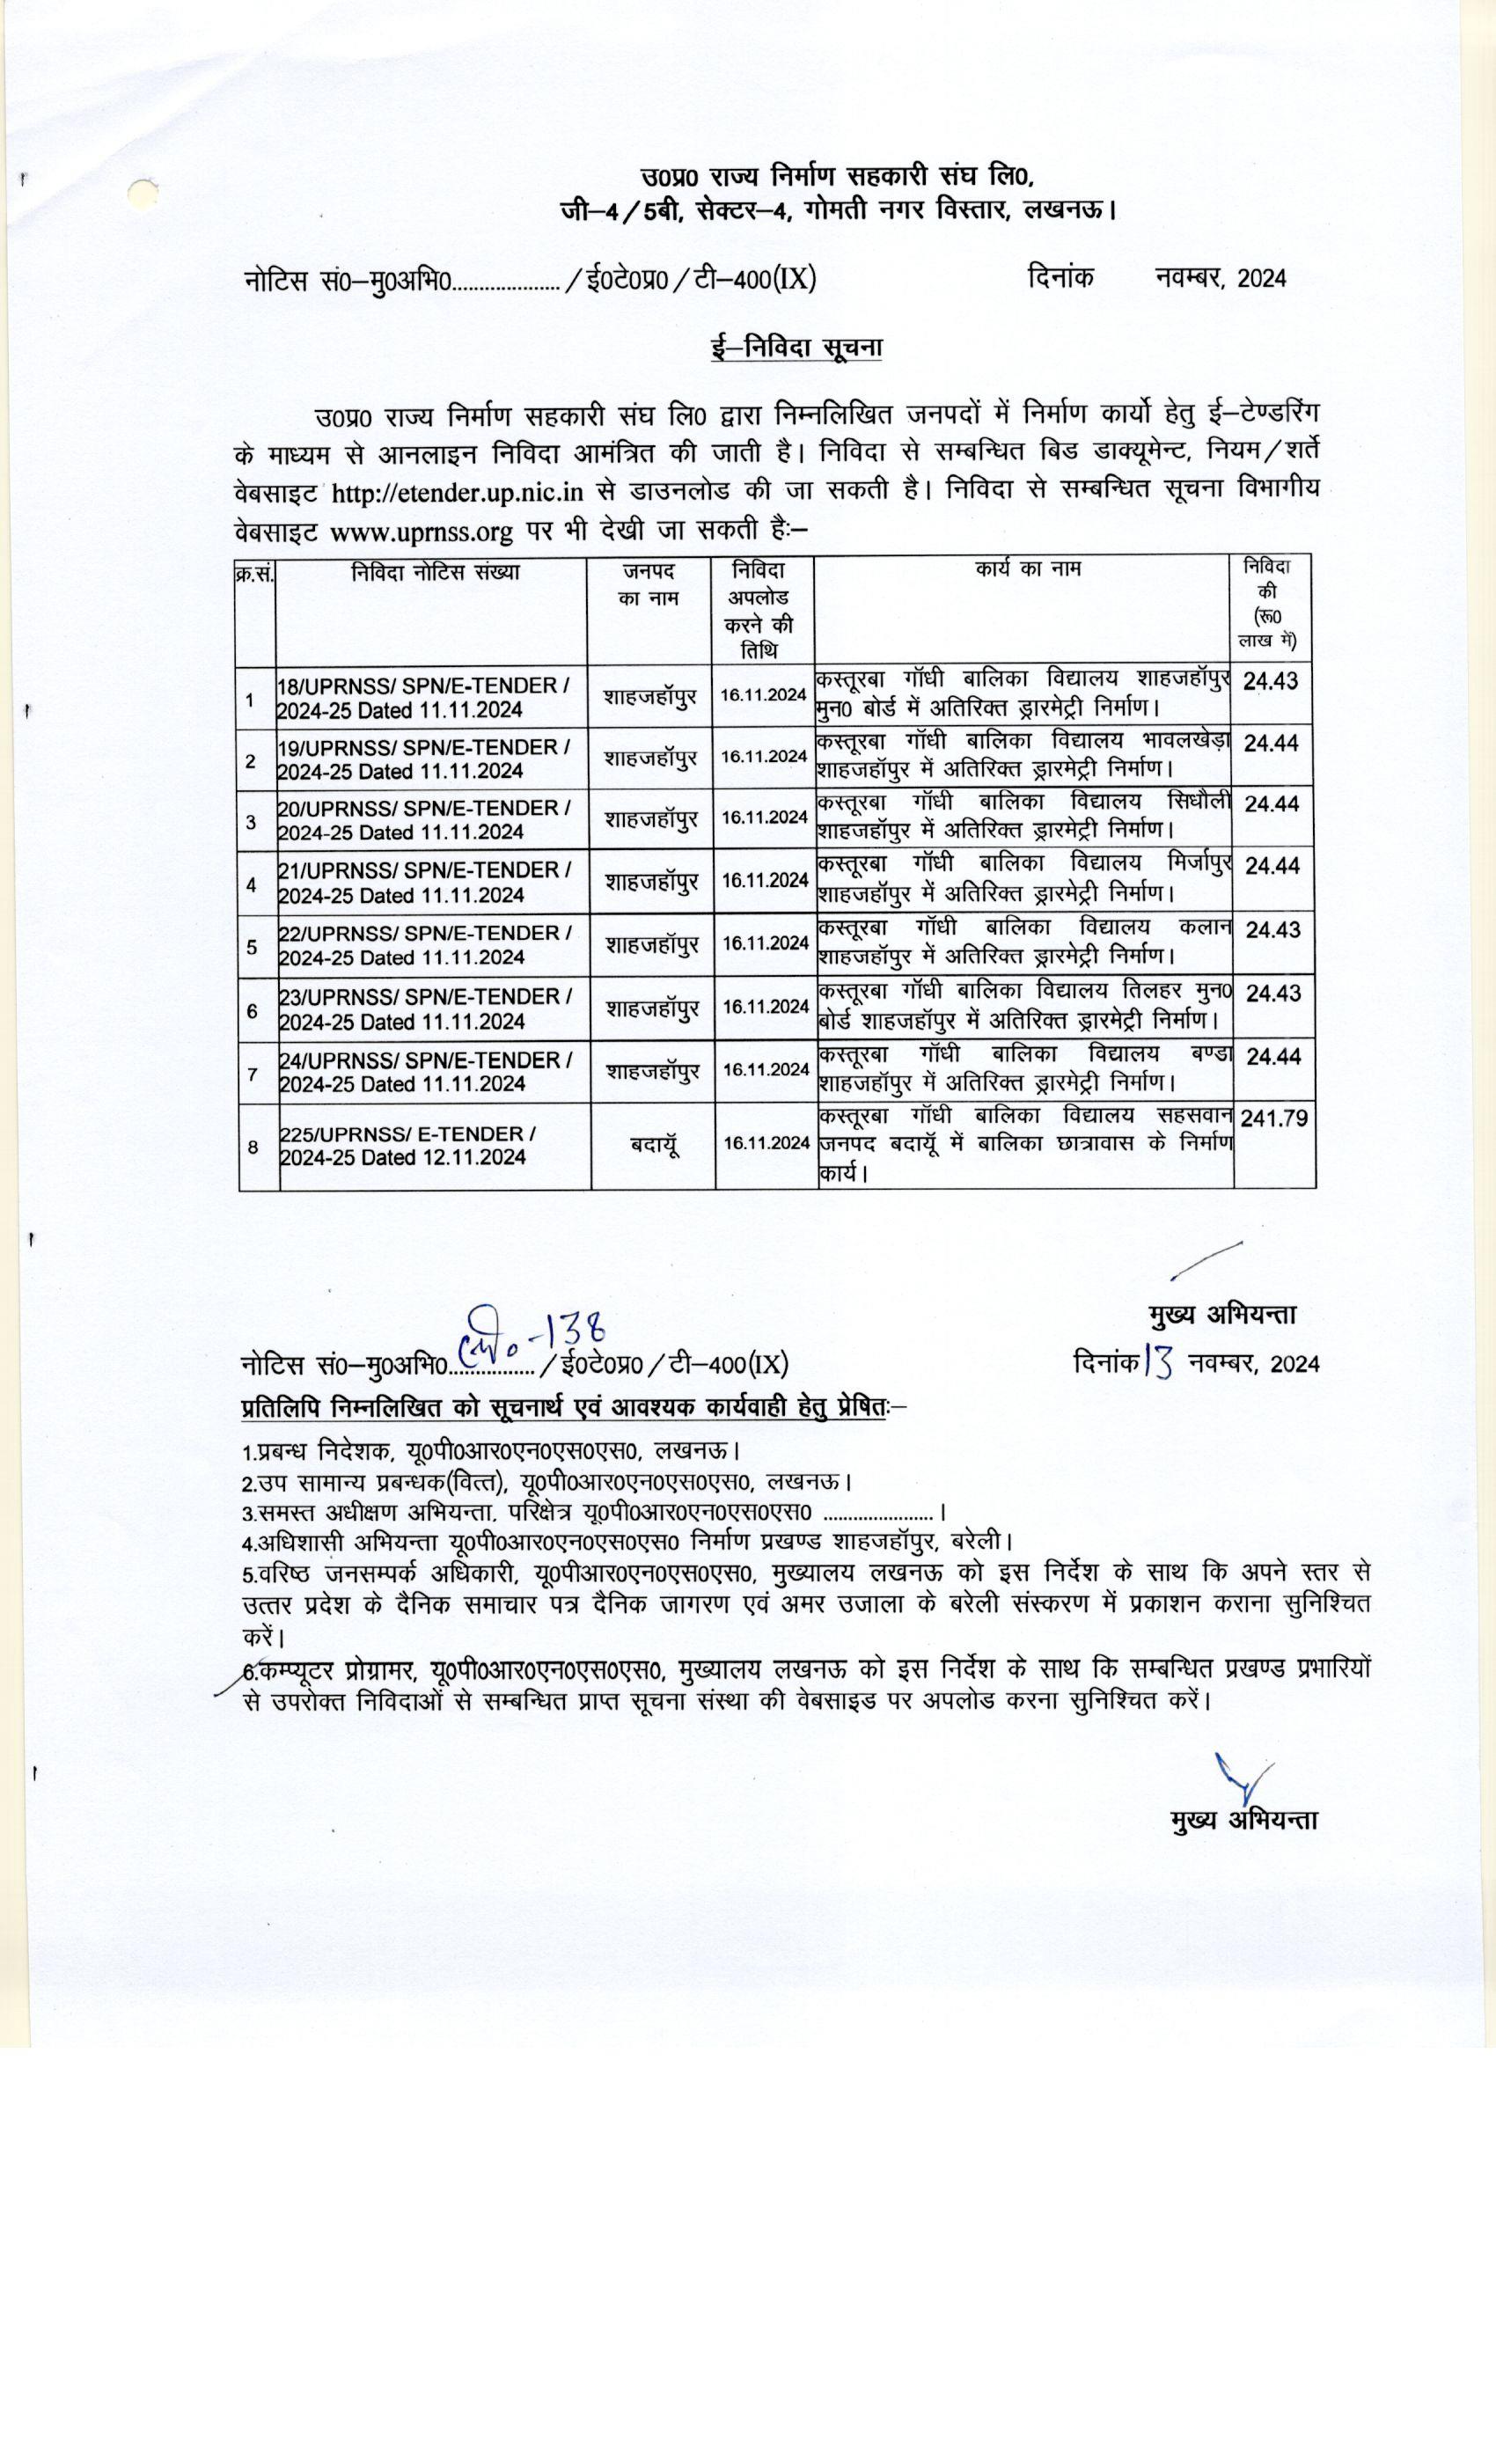 उ0प्र0 राज्य निर्माण सहकारी संघ लि0,
जी–4/5बी, सेक्टर–4, गोमती नगर विस्तार, लखनऊ।
नोटिस सं0–मु0अभि0..................../ई0टे0प्र0/टी–400(IX) दिनांक नवम्बर, 2024
ई–निविदा सूचना
उ0प्र0 राज्य निर्माण सहकारी संघ लि0 द्वारा निम्नलिखित जनपदों में निर्माण कार्यो हेतु ई–टेण्डरिंग
के माध्यम से आनलाइन निविदा आमंत्रित की जाती है। निविदा से सम्बन्धित बिड डाक्यूमेन्ट, नियम/शर्ते
वेबसाइट http://etender.up.nic.in से डाउनलोड की जा सकती है। निविदा से सम्बन्धित सूचना विभागीय
वेबसाइट www.uprnss.org पर भी देखी जा सकती हैः–
क्र.सं. निविदा नोटिस संख्या जनपद का नाम निविदा अपलोड करने की तिथि कार्य का नाम निविदा की (रू0 लाख में)
1 18/UPRNSS/ SPN/E-TENDER / 2024-25 Dated 11.11.2024 शाहजहॉपुर 16.11.2024 कस्तूरबा गॉधी बालिका विद्यालय शाहजहॉपुर मुन0 बोर्ड में अतिरिक्त ड्रारमेट्री निर्माण। 24.43
2 19/UPRNSS/ SPN/E-TENDER / 2024-25 Dated 11.11.2024 शाहजहॉपुर 16.11.2024 कस्तूरबा गॉधी बालिका विद्यालय भावलखेड़ा शाहजहॉपुर में अतिरिक्त ड्रारमेट्री निर्माण। 24.44
3 20/UPRNSS/ SPN/E-TENDER / 2024-25 Dated 11.11.2024 शाहजहॉपुर 16.11.2024 कस्तूरबा गॉधी बालिका विद्यालय सिधौली शाहजहॉपुर में अतिरिक्त ड्रारमेट्री निर्माण। 24.44
4 21/UPRNSS/ SPN/E-TENDER / 2024-25 Dated 11.11.2024 शाहजहॉपुर 16.11.2024 कस्तूरबा गॉधी बालिका विद्यालय मिर्जापुर शाहजहॉपुर में अतिरिक्त ड्रारमेट्री निर्माण। 24.44
5 22/UPRNSS/ SPN/E-TENDER / 2024-25 Dated 11.11.2024 शाहजहॉपुर 16.11.2024 कस्तूरबा गॉधी बालिका विद्यालय कलान शाहजहॉपुर में अतिरिक्त ड्रारमेट्री निर्माण। 24.43
6 23/UPRNSS/ SPN/E-TENDER / 2024-25 Dated 11.11.2024 शाहजहॉपुर 16.11.2024 कस्तूरबा गॉधी बालिका विद्यालय तिलहर मुन0 बोर्ड शाहजहॉपुर में अतिरिक्त ड्रारमेट्री निर्माण। 24.43
7 24/UPRNSS/ SPN/E-TENDER / 2024-25 Dated 11.11.2024 शाहजहॉपुर 16.11.2024 कस्तूरबा गॉधी बालिका विद्यालय बण्डा शाहजहॉपुर में अतिरिक्त ड्रारमेट्री निर्माण। 24.44
8 225/UPRNSS/ E-TENDER / 2024-25 Dated 12.11.2024 बदायूॅ 16.11.2024 कस्तूरबा गॉधी बालिका विद्यालय सहसवान जनपद बदायूॅ में बालिका छात्रावास के निर्माण कार्य। 241.79
मुख्य अभियन्ता
नोटिस सं0–मु0अभि0................-138/ई0टे0प्र0/टी–400(IX) दिनांक 13 नवम्बर, 2024
प्रतिलिपि निम्नलिखित को सूचनार्थ एवं आवश्यक कार्यवाही हेतु प्रेषितः–
1.प्रबन्ध निदेशक, यू0पी0आर0एन0एस0एस0, लखनऊ।
2.उप सामान्य प्रबन्धक(वित्त), यू0पी0आर0एन0एस0एस0, लखनऊ।
3.समस्त अधीक्षण अभियन्ता. परिक्षेत्र यू0पी0आर0एन0एस0एस0 ......................।
4.अधिशासी अभियन्ता यू0पी0आर0एन0एस0एस0 निर्माण प्रखण्ड शाहजहॉपुर, बरेली।
5.वरिष्ठ जनसम्पर्क अधिकारी, यू0पीआर0एन0एस0एस0, मुख्यालय लखनऊ को इस निर्देश के साथ कि अपने स्तर से
उत्तर प्रदेश के दैनिक समाचार पत्र दैनिक जागरण एवं अमर उजाला के बरेली संस्करण में प्रकाशन कराना सुनिश्चित
करें।
6.कम्प्यूटर प्रोग्रामर, यू0पी0आर0एन0एस0एस0, मुख्यालय लखनऊ को इस निर्देश के साथ कि सम्बन्धित प्रखण्ड प्रभारियों
से उपरोक्त निविदाओं से सम्बन्धित प्राप्त सूचना संस्था की वेबसाइड पर अपलोड करना सुनिश्चित करें।
मुख्य अभियन्ता